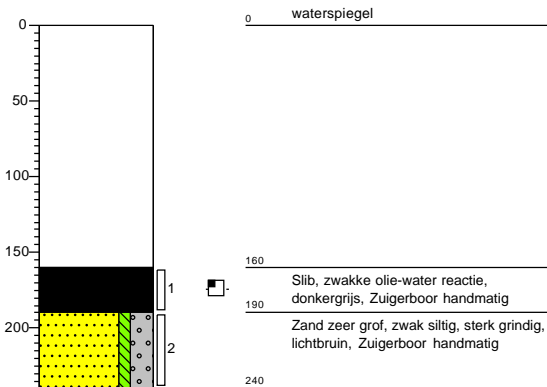 waterspiegel
0
0
50
100
150
160
1
Slib, zwakke olie-water reactie,
donkergrijs, Zuigerboor handmatig
190
200
2
Zand zeer grof, zwak siltig, sterk grindig,
lichtbruin, Zuigerboor handmatig
240